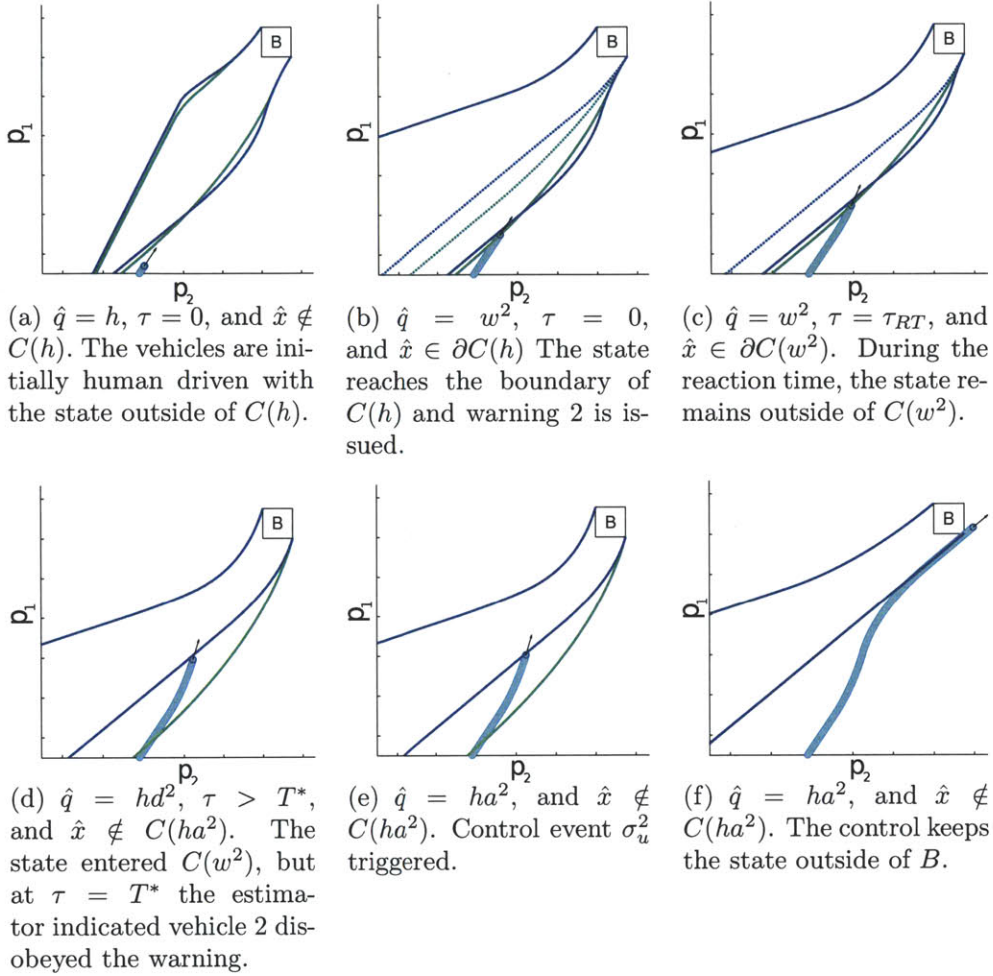 B
p₁
p₂
(a) q̂ = h, τ = 0, and x̂ ∉
C(h). The vehicles are ini-
tially human driven with
the state outside of C(h).
B
p₁
p₂
(b) q̂ = w², τ = 0,
and x̂ ∈ ∂C(h) The state
reaches the boundary of
C(h) and warning 2 is is-
sued.
B
p₁
p₂
(c) q̂ = w², τ = τ_RT, and
x̂ ∈ ∂C(w²). During the
reaction time, the state re-
mains outside of C(w²).
B
p₁
p₂
(d) q̂ = hd², τ > T*,
and x̂ ∉ C(ha²). The
state entered C(w²), but
at τ = T* the estima-
tor indicated vehicle 2 dis-
obeyed the warning.
B
p₁
p₂
(e) q̂ = ha², and x̂ ∉
C(ha²). Control event σ²ᵤ
triggered.
B
p₁
p₂
(f) q̂ = ha², and x̂ ∉
C(ha²). The control keeps
the state outside of B.